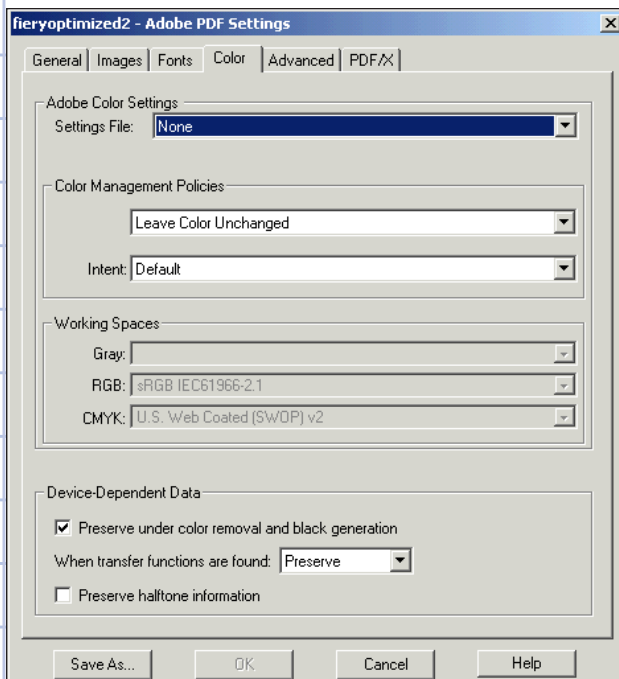 fieryoptimized2 - Adobe PDF Settings
General Images Fonts Color Advanced PDF/X
Adobe Color Settings
Settings File: None
Color Management Policies
Leave Color Unchanged
Intent: Default
Working Spaces
Gray:
RGB: sRGB IEC61966-2.1
CMYK: U.S. Web Coated (SWOP) v2
Device-Dependent Data
Preserve under color removal and black generation
When transfer functions are found: Preserve
Preserve halftone information
Save As... OK Cancel Help